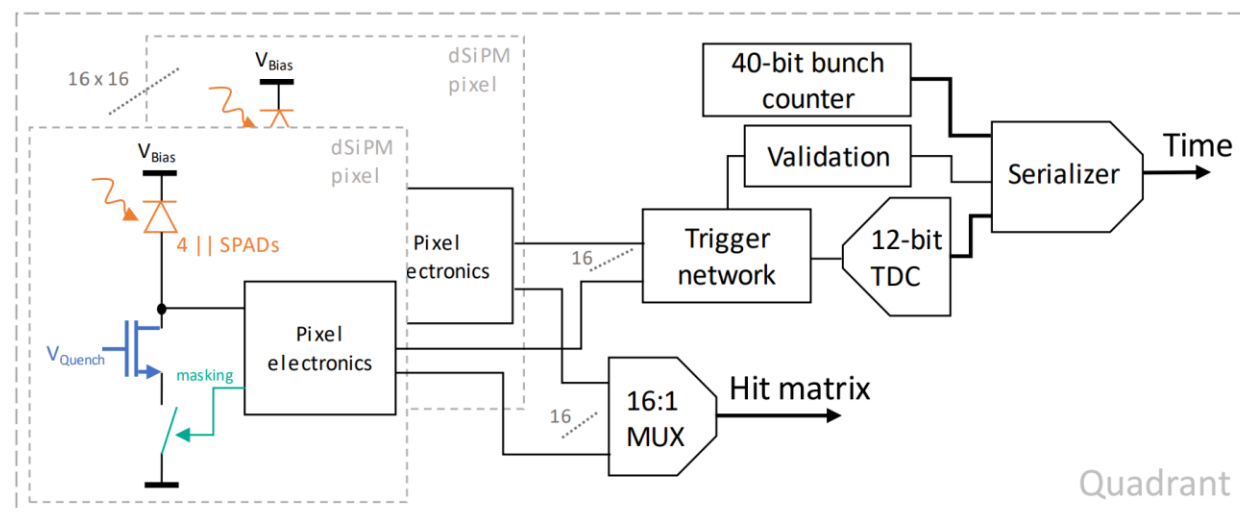 16 x 16
V_Bias
dSiPM
pixel
V_Bias
dSiPM
pixel
4 || SPADs
V_Quench
masking
Pixel
electronics
Pixel
ectronics
16
Trigger
network
Validation
40-bit bunch
counter
12-bit
TDC
Serializer
Time
16
16:1
MUX
Hit matrix
Quadrant